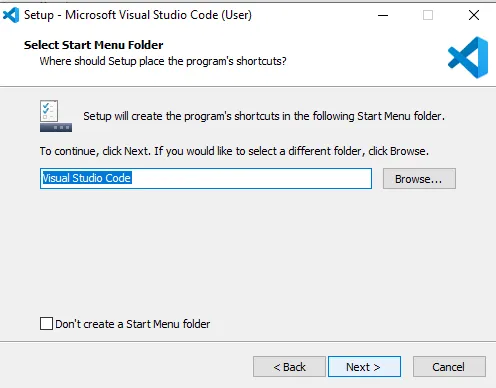 Setup - Microsoft Visual Studio Code (User)
Select Start Menu Folder
Where should Setup place the program's shortcuts?
Setup will create the program's shortcuts in the following Start Menu folder.
To continue, click Next. If you would like to select a different folder, click Browse.
Visual Studio Code
Browse...
Don't create a Start Menu folder
< Back
Next >
Cancel